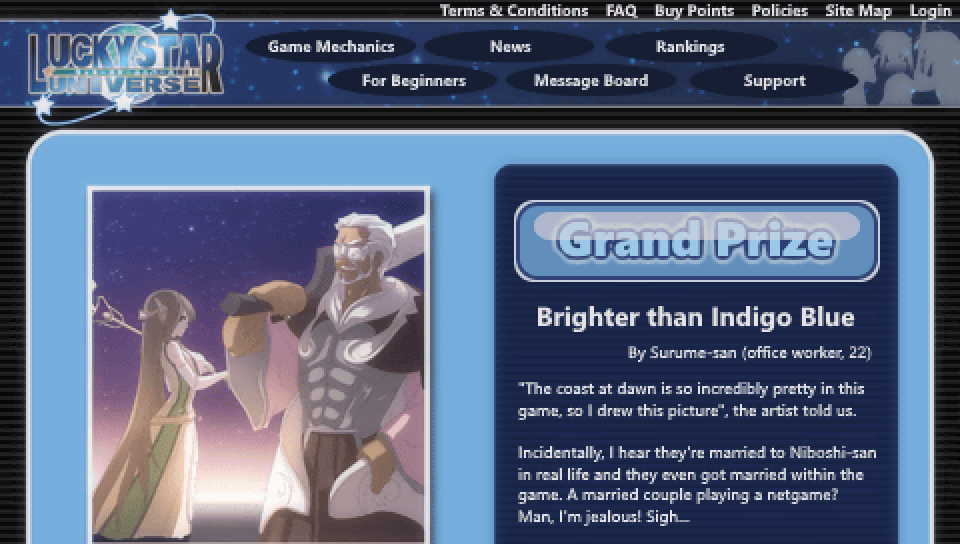 Terms & Conditions FAQ Buy Points Policies Site Map Login
LUCKYSTAR
UNIVERSE
Game Mechanics News Rankings
For Beginners Message Board Support
Grand Prize
Brighter than Indigo Blue
By Surume-san (office worker, 22)
"The coast at dawn is so incredibly pretty in this
game, so I drew this picture", the artist told us.
Incidentally, I hear they're married to Niboshi-san
in real life and they even got married within the
game. A married couple playing a netgame?
Man, I'm jealous! Sigh...